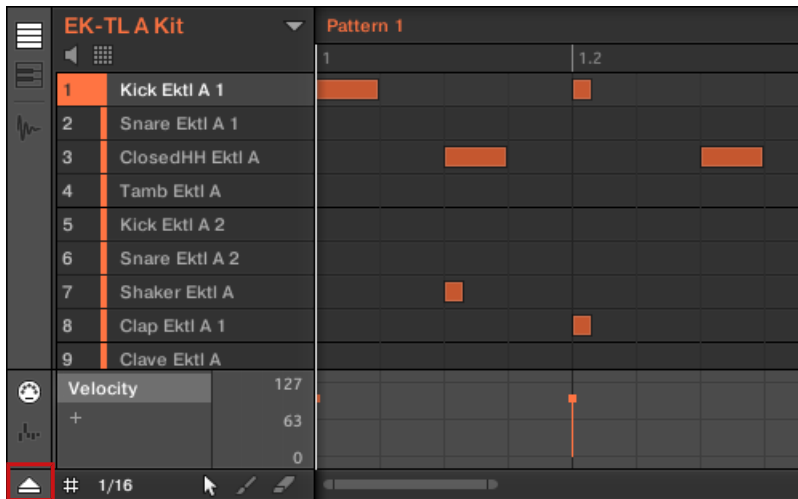 EK-TL A Kit Pattern 1
1 1.2
1 Kick Ektl A 1
2 Snare Ektl A 1
3 ClosedHH Ektl A
4 Tamb Ektl A
5 Kick Ektl A 2
6 Snare Ektl A 2
7 Shaker Ektl A
8 Clap Ektl A 1
9 Clave Ektl A
Velocity 127
+ 63
0
# 1/16